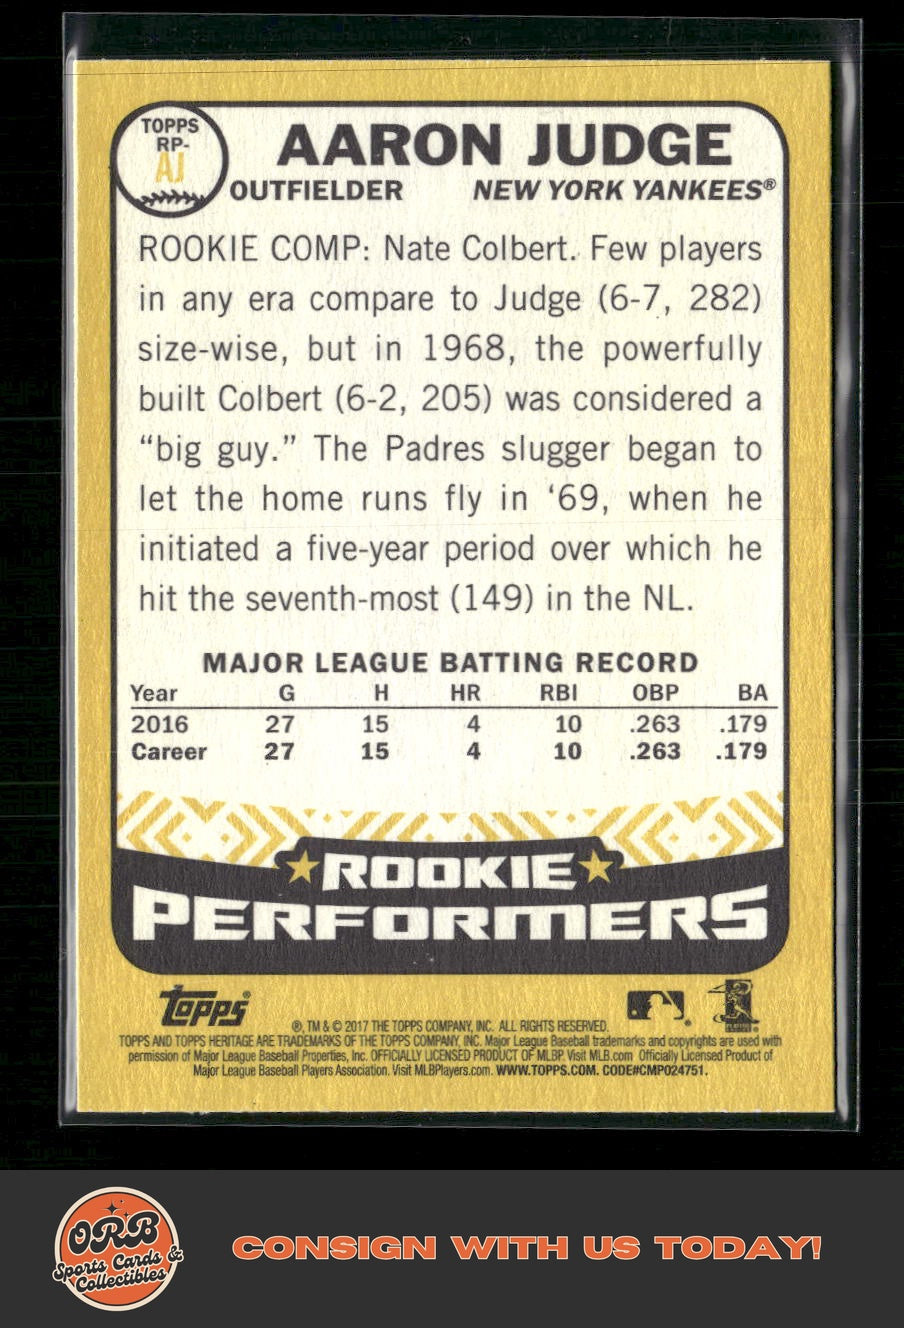 TOPPS
RP-
AJ
AARON JUDGE
OUTFIELDER NEW YORK YANKEES®
ROOKIE COMP: Nate Colbert. Few players
in any era compare to Judge (6-7, 282)
size-wise, but in 1968, the powerfully
built Colbert (6-2, 205) was considered a
“big guy.” The Padres slugger began to
let the home runs fly in ‘69, when he
initiated a five-year period over which he
hit the seventh-most (149) in the NL.
MAJOR LEAGUE BATTING RECORD
Year G H HR RBI OBP BA
2016 27 15 4 10 .263 .179
Career 27 15 4 10 .263 .179
ROOKIE
PERFORMERS
Topps®
®, TM & © 2017 THE TOPPS COMPANY, INC. ALL RIGHTS RESERVED.
TOPPS AND TOPPS HERITAGE ARE TRADEMARKS OF THE TOPPS COMPANY, INC. Major League Baseball trademarks and copyrights are used with
permission of Major League Baseball Properties, Inc. OFFICIALLY LICENSED PRODUCT OF MLBP. Visit MLB.com Officially Licensed Product of
Major League Baseball Players Association. Visit MLBPlayers.com. WWW.TOPPS.COM. CODE#CMP024751.
ORB
Sports Cards &
Collectibles
CONSIGN WITH US TODAY!